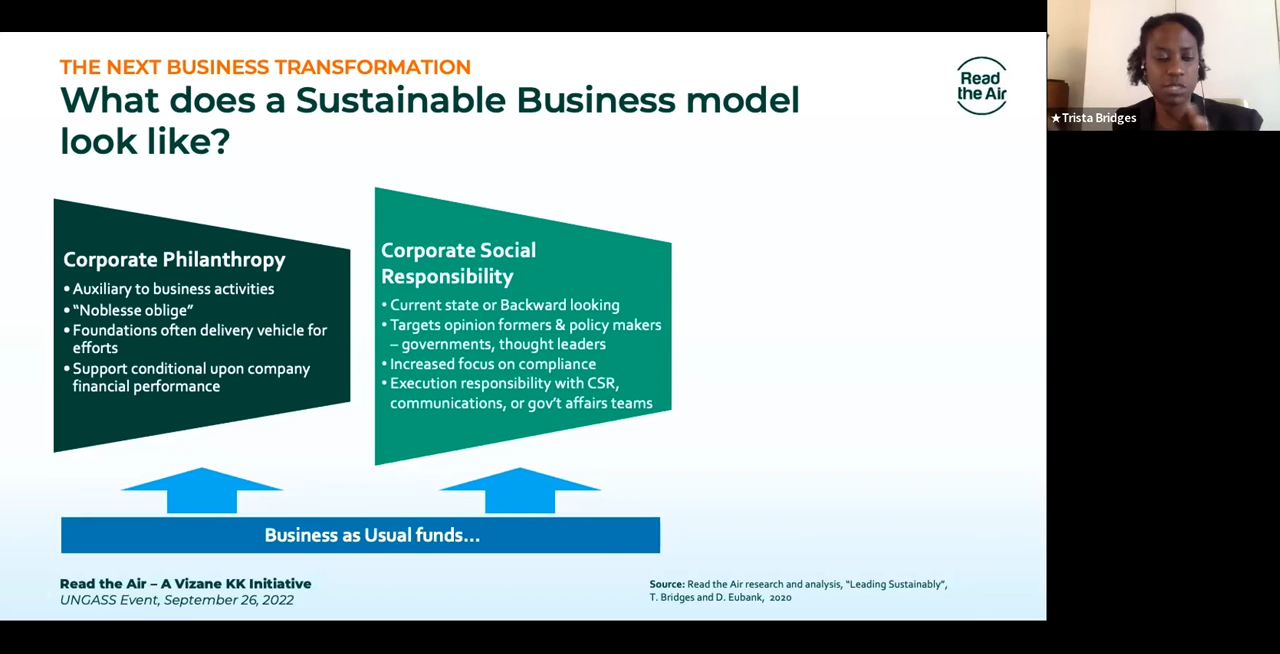 THE NEXT BUSINESS TRANSFORMATION
What does a Sustainable Business model
look like?
Read
the Air
★Trista Bridges
Corporate Philanthropy
• Auxiliary to business activities
• “Noblesse oblige”
• Foundations often delivery vehicle for
efforts
• Support conditional upon company
financial performance
Corporate Social
Responsibility
• Current state or Backward looking
• Targets opinion formers & policy makers
– governments, thought leaders
• Increased focus on compliance
• Execution responsibility with CSR,
communications, or gov’t affairs teams
Business as Usual funds…
Read the Air – A Vizane KK Initiative
UNGASS Event, September 26, 2022
Source: Read the Air research and analysis, “Leading Sustainably”,
T. Bridges and D. Eubank, 2020